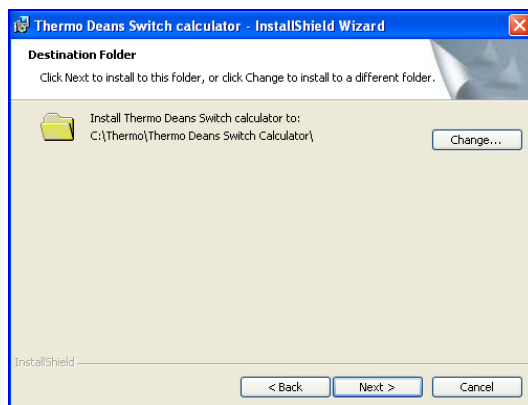 Thermo Deans Switch calculator - InstallShield Wizard
Destination Folder
Click Next to install to this folder, or click Change to install to a different folder.
Install Thermo Deans Switch calculator to:
C:\Thermo\Thermo Deans Switch Calculator\
Change...
InstallShield
< Back
Next >
Cancel